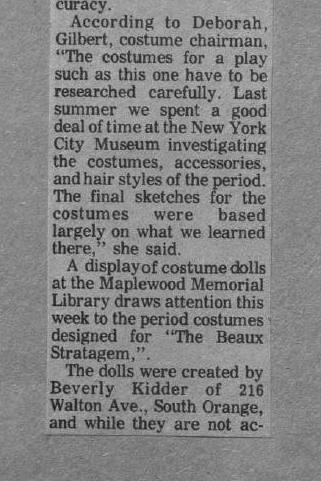 curacy.
According to Deborah,
Gilbert, costume chairman,
"The costumes for a play
such as this one have to be
researched carefully. Last
summer we spent a good
deal of time at the New York
City Museum investigating
the costumes, accessories,
and hair styles of the period.
The final sketches for the
costumes were based
largely on what we learned
there," she said.
A display of costume dolls
at the Maplewood Memorial
Library draws attention this
week to the period costumes
designed for "The Beaux
Stratagem,".
The dolls were created by
Beverly Kidder of 216
Walton Ave., South Orange,
and while they are not ac-